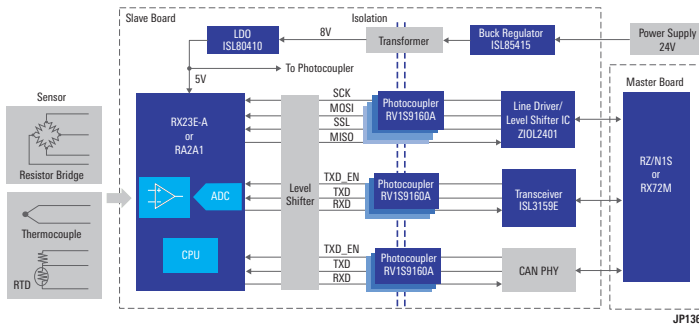 Slave Board
Isolation
LDO
ISL80410
8V
Transformer
Buck Regulator
ISL85415
Power Supply
24V
5V
To Photocoupler
Master Board
Sensor
Resistor Bridge
Thermocouple
RTD
RX23E-A
or
RA2A1
ADC
CPU
Level
Shifter
SCK
MOSI
SSL
MISO
Photocoupler
RV1S9160A
Line Driver/
Level Shifter IC
ZIOL2401
TXD_EN
TXD
RXD
Photocoupler
RV1S9160A
Transceiver
ISL3159E
TXD_EN
TXD
RXD
Photocoupler
RV1S9160A
CAN PHY
RZ/N1S
or
RX72M
JP136